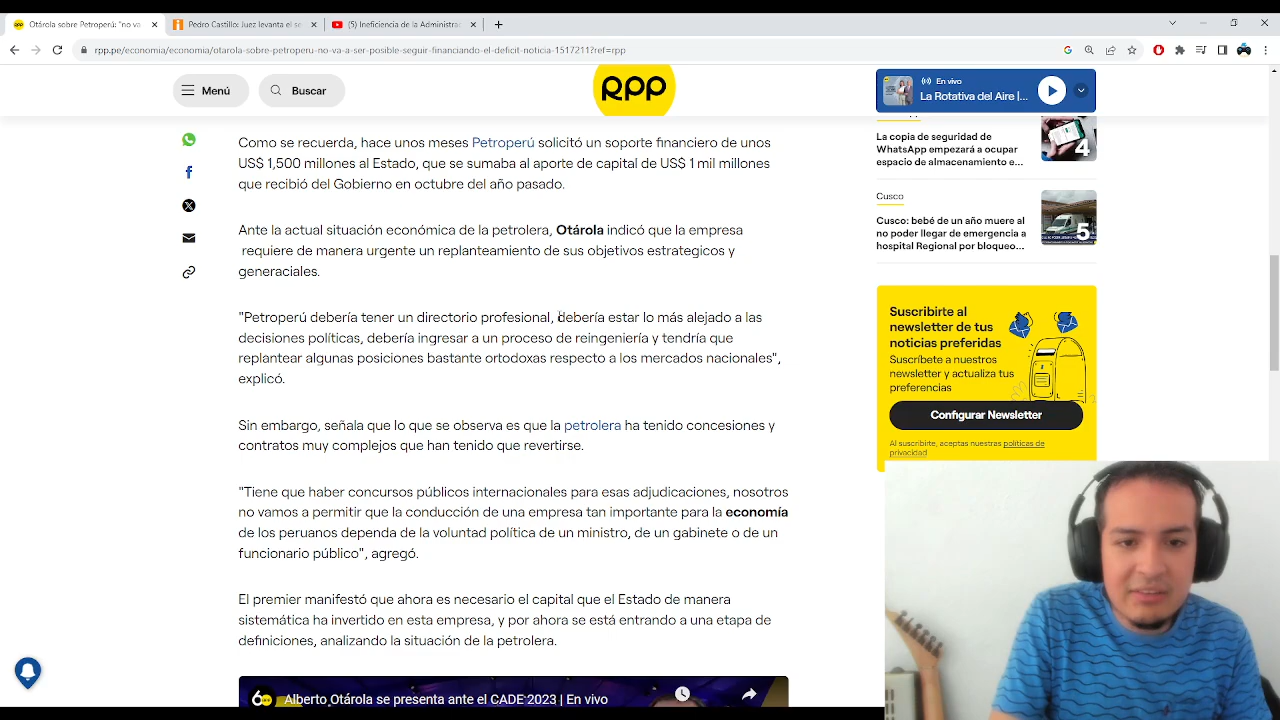 Otárola sobre Petroperú: "no va
Pedro Castillo: Juez levanta el se
(5) Ineficiencia de la Administrac
rpp.pe/economia/economia/otarola-sobre-petroperu-no-va-a-ser-posible-seguir-financiando-el-deficit-noticia-1517211?ref=rpp
Menú
Buscar
rpp
En vivo
La Rotativa del Aire |...
Como se recuerda, hace unos meses Petroperú solicitó un soporte financiero de unos
US$ 1,500 millones al Estado, que se sumaba al aporte de capital de US$ 1 mil millones
que recibió del Gobierno en octubre del año pasado.
Ante la actual situación económica de la petrolera, Otárola indicó que la empresa
requiere de manera urgente un replanteamiento de sus objetivos estrategicos y
generaciales.
"Petroperú debería tener un directorio profesional, debería estar lo más alejado a las
decisiones políticas, debería ingresar a un proceso de reingeniería y tendría que
replantear algunas posiciones bastante ortodoxas respecto a los mercados nacionales",
explicó.
Sin embargo, señala que lo que se observa es que la petrolera ha tenido concesiones y
contratos muy complejos que han tenido que revertirse.
"Tiene que haber concursos públicos internacionales para esas adjudicaciones, nosotros
no vamos a permitir que la conducción de una empresa tan importante para la economía
de los peruanos dependa de la voluntad política de un ministro, de un gabinete o de un
funcionario público", agregó.
El premier manifestó que ahora es necesario el capital que el Estado de manera
sistemática ha invertido en esta empresa, y por ahora se está entrando a una etapa de
definiciones, analizando la situación de la petrolera.
Alberto Otárola se presenta ante el CADE 2023 | En vivo
La copia de seguridad de
WhatsApp empezará a ocupar
espacio de almacenamiento e...
4
Cusco
Cusco: bebé de un año muere al
no poder llegar de emergencia a
hospital Regional por bloqueo...
5
Suscribirte al
newsletter de tus
noticias preferidas
Suscríbete a nuestros
newsletter y actualiza tus
preferencias
Configurar Newsletter
Al suscribirte, aceptas nuestras políticas de
privacidad